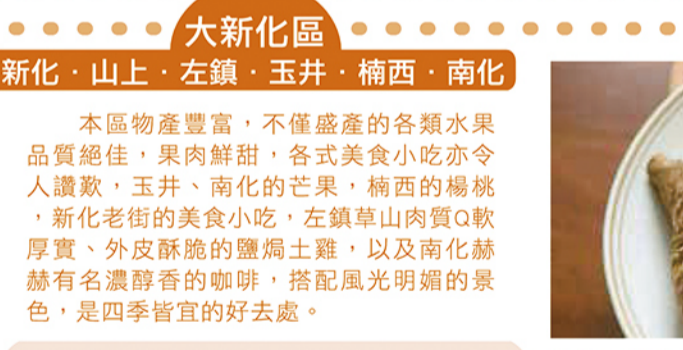 大新化區
新化．山上．左鎮．玉井．楠西．南化
本區物產豐富，不僅盛產的各類水果
品質絕佳，果肉鮮甜，各式美食小吃亦令
人讚歎，玉井、南化的芒果，楠西的楊桃
，新化老街的美食小吃，左鎮草山肉質Q軟
厚實、外皮酥脆的鹽焗土雞，以及南化赫
赫有名濃醇香的咖啡，搭配風光明媚的景
色，是四季皆宜的好去處。